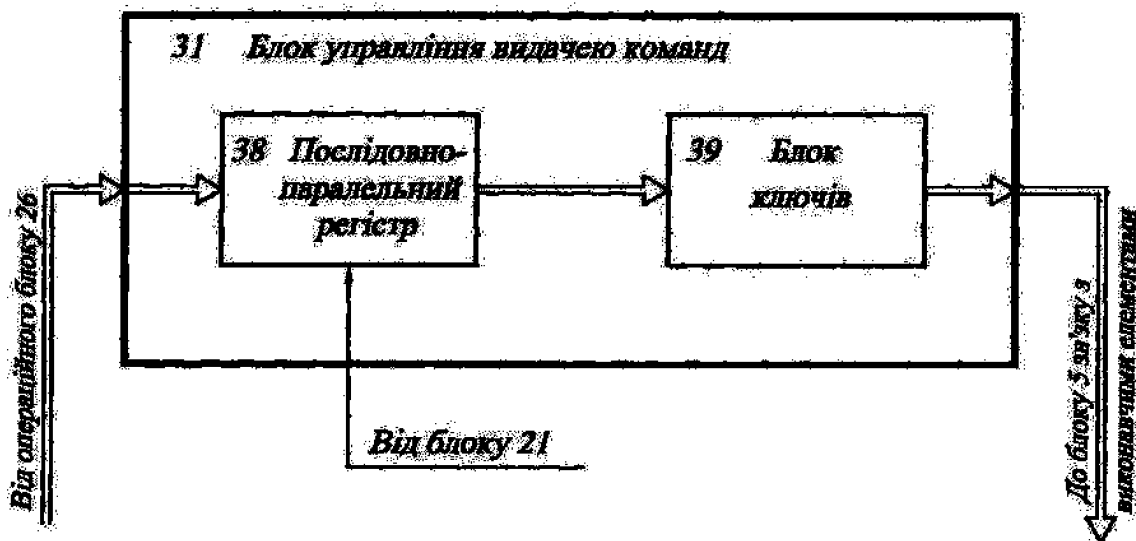 31 Блок управління видачею команд
38 Послідовно-
паралельний
регістр
39 Блок
ключів
Від операційного блоку 26
Від блоку 21
До блоку 5 зв'язку з
виконавчими елементами